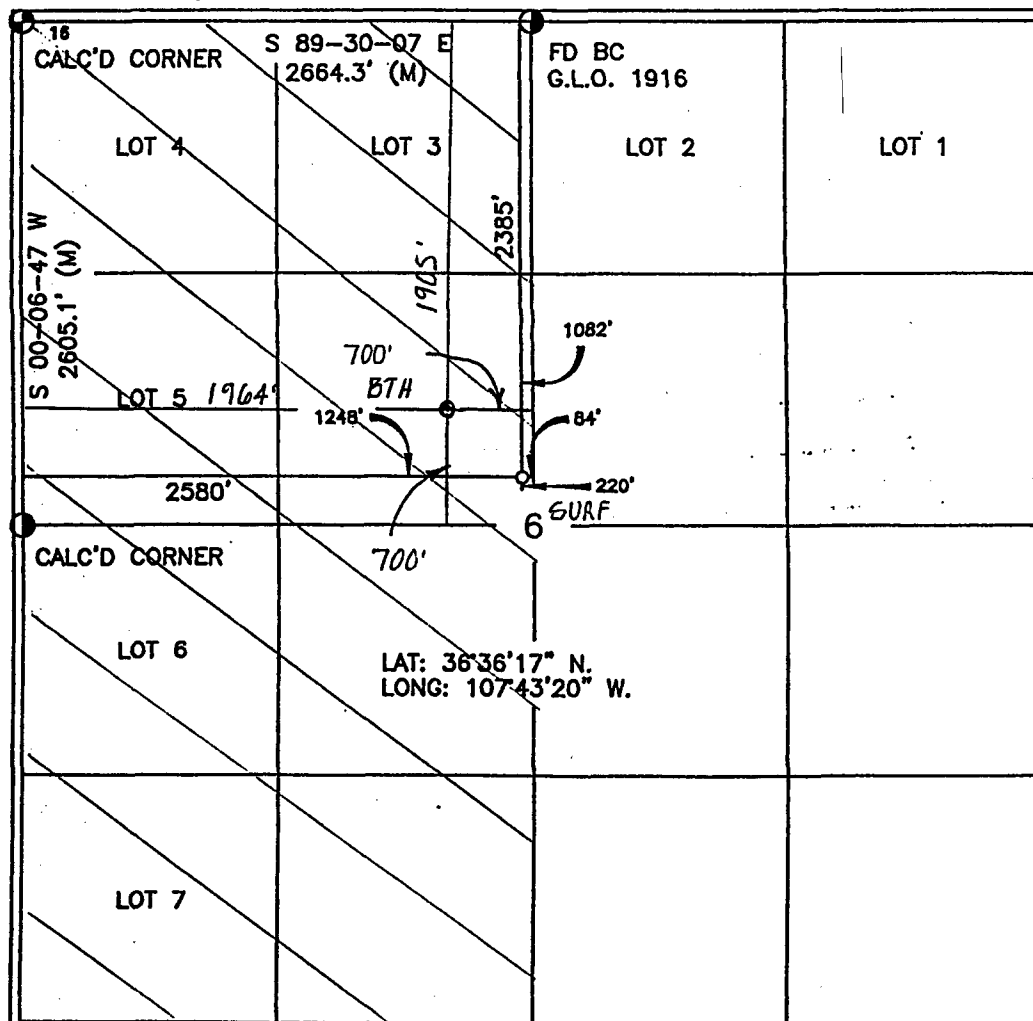 16
CALC'D CORNER
S 89-30-07 E
2664.3' (M)
FD BC
G.L.O. 1916
LOT 4
LOT 3
LOT 2
LOT 1
S 00-06-47 W
2605.1' (M)
2385'
1905'
1082'
700'
LOT 5
1964'
BTH
1248'
84'
2580'
220'
SURF
6
CALC'D CORNER
700'
LOT 6
LAT: 36°36'17" N.
LONG: 107°43'20" W.
LOT 7